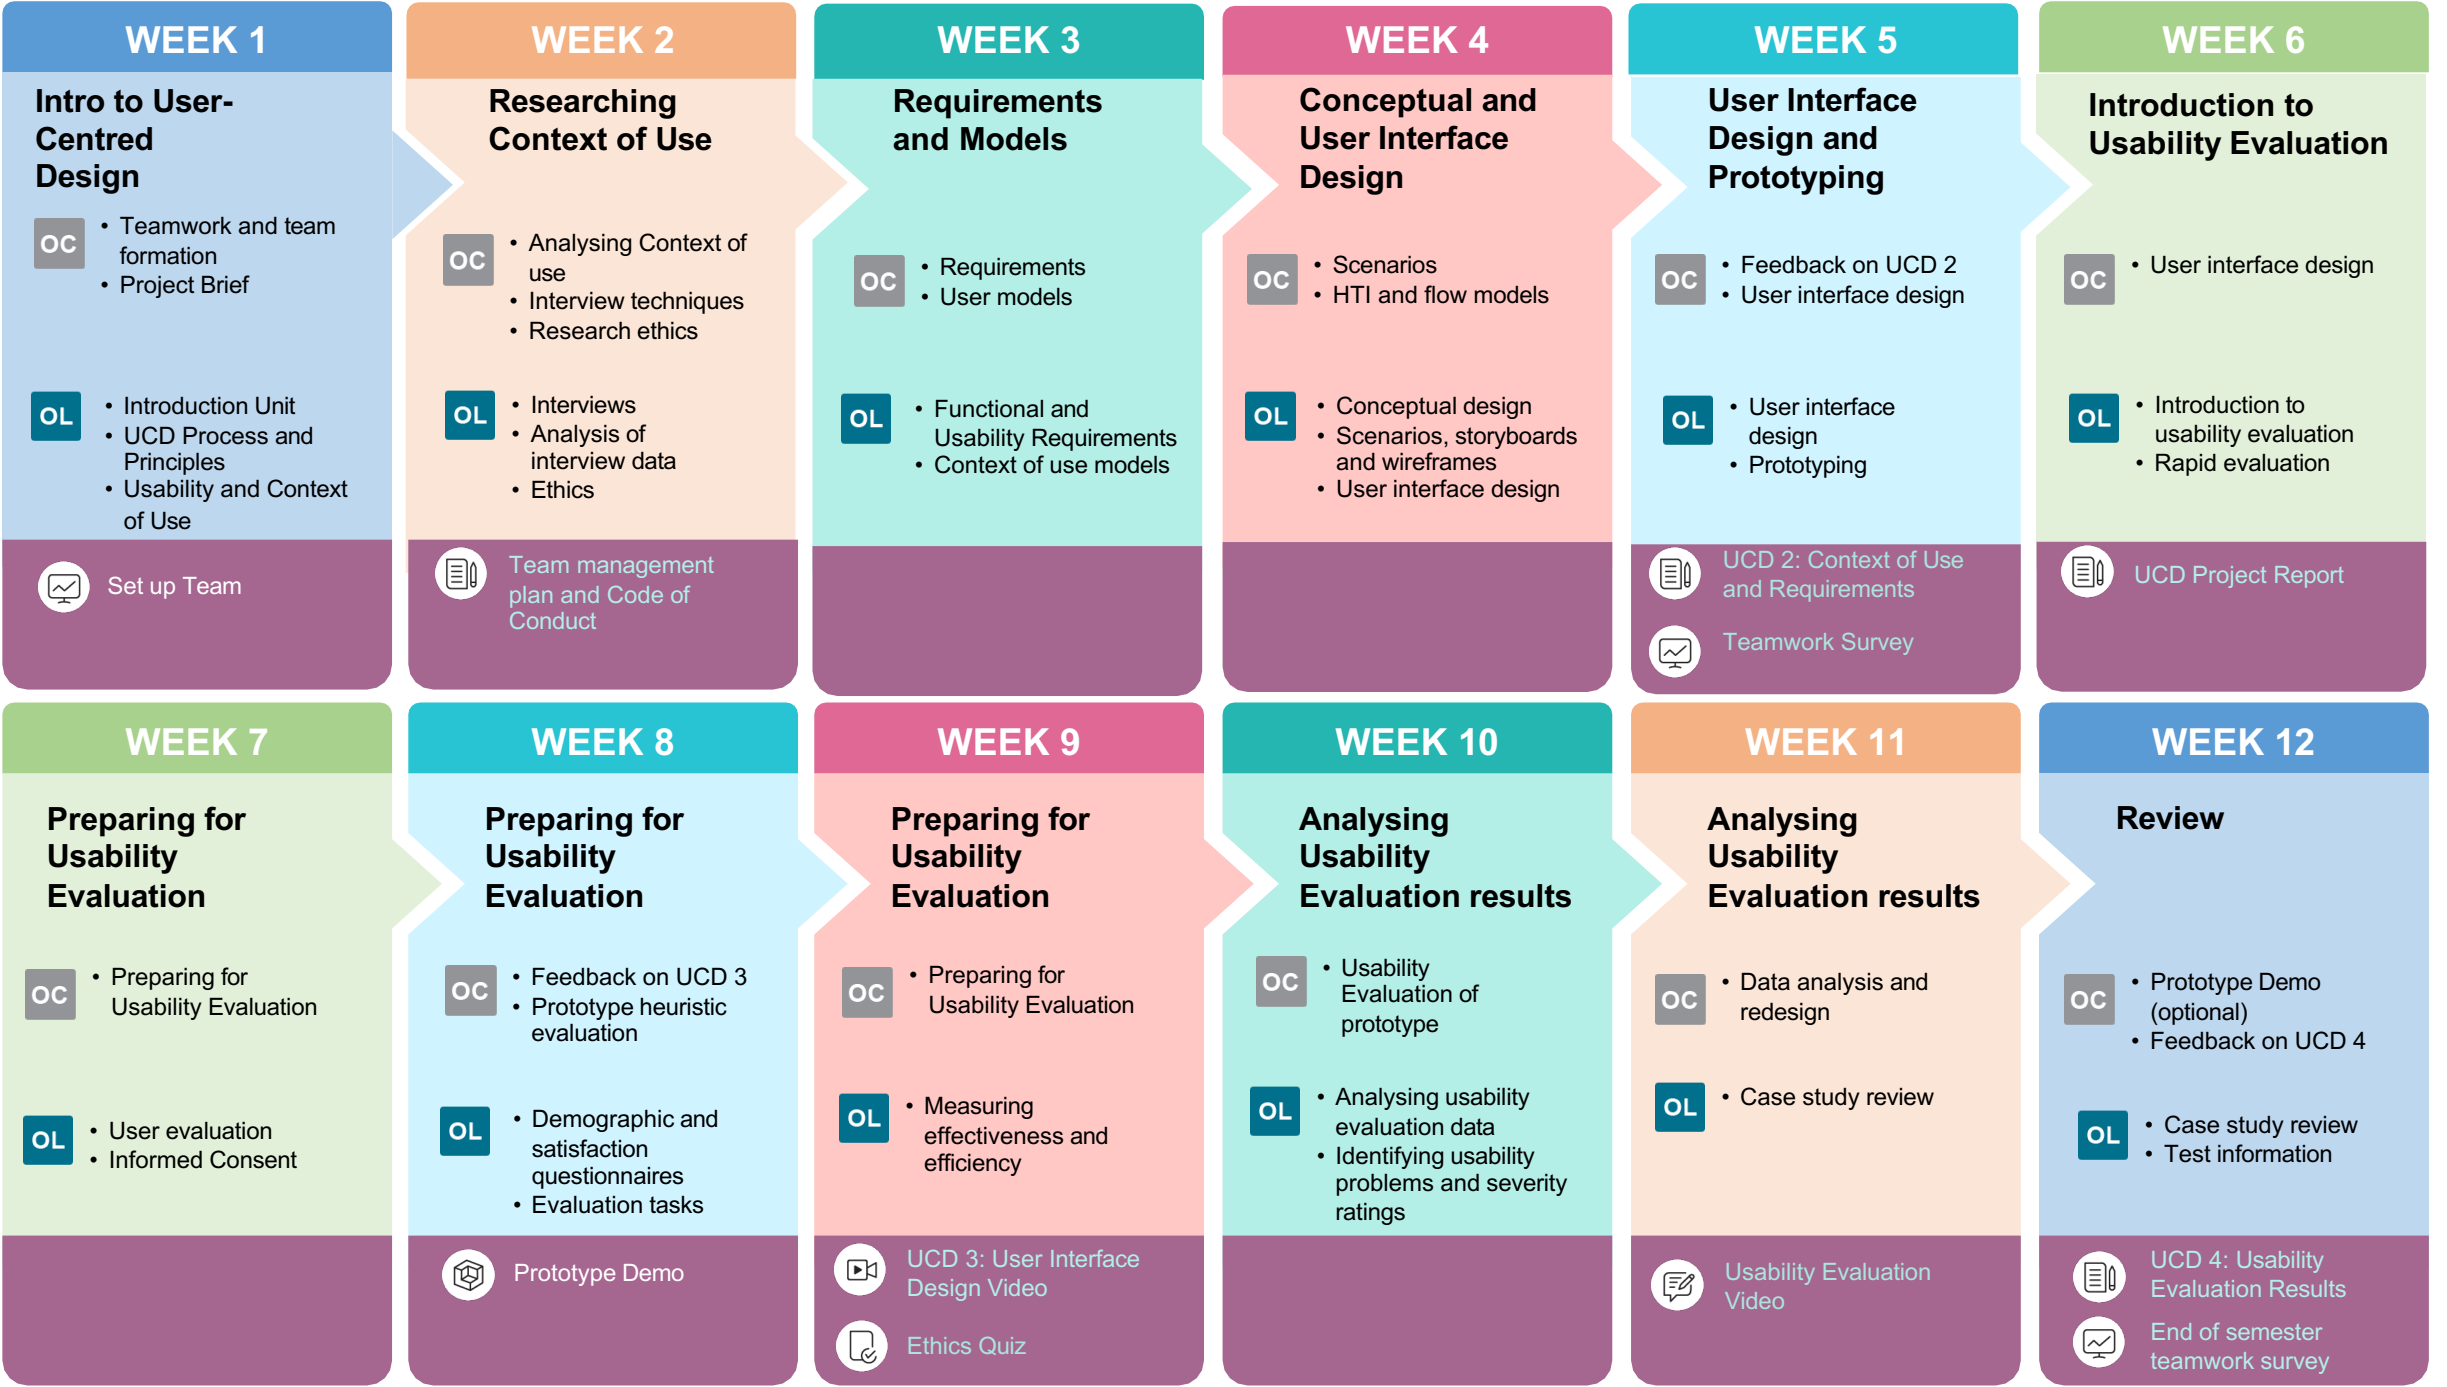 WEEK 1
Intro to User-
Centred
Design
OC
• Teamwork and team
formation
• Project Brief
OL
• Introduction Unit
• UCD Process and
Principles
• Usability and Context
of Use
Set up Team
WEEK 2
Researching
Context of Use
OC
• Analysing Context of
use
• Interview techniques
• Research ethics
OL
• Interviews
• Analysis of
interview data
• Ethics
Team management
plan and Code of
Conduct
WEEK 3
Requirements
and Models
OC
• Requirements
• User models
OL
• Functional and
Usability Requirements
• Context of use models
WEEK 4
Conceptual and
User Interface
Design
OC
• Scenarios
• HTI and flow models
OL
• Conceptual design
• Scenarios, storyboards
and wireframes
• User interface design
WEEK 5
User Interface
Design and
Prototyping
OC
• Feedback on UCD 2
• User interface design
OL
• User interface
design
• Prototyping
UCD 2: Context of Use
and Requirements
Teamwork Survey
WEEK 6
Introduction to
Usability Evaluation
OC
• User interface design
OL
• Introduction to
usability evaluation
• Rapid evaluation
UCD Project Report
WEEK 7
Preparing for
Usability
Evaluation
OC
• Preparing for
Usability Evaluation
OL
• User evaluation
• Informed Consent
WEEK 8
Preparing for
Usability
Evaluation
OC
• Feedback on UCD 3
• Prototype heuristic
evaluation
OL
• Demographic and
satisfaction
questionnaires
• Evaluation tasks
Prototype Demo
WEEK 9
Preparing for
Usability
Evaluation
OC
• Preparing for
Usability Evaluation
OL
• Measuring
effectiveness and
efficiency
UCD 3: User Interface
Design Video
Ethics Quiz
WEEK 10
Analysing
Usability
Evaluation results
OC
• Usability
Evaluation of
prototype
OL
• Analysing usability
evaluation data
• Identifying usability
problems and severity
ratings
WEEK 11
Analysing
Usability
Evaluation results
OC
• Data analysis and
redesign
OL
• Case study review
Usability Evaluation
Video
WEEK 12
Review
OC
• Prototype Demo
(optional)
• Feedback on UCD 4
OL
• Case study review
• Test information
UCD 4: Usability
Evaluation Results
End of semester
teamwork survey